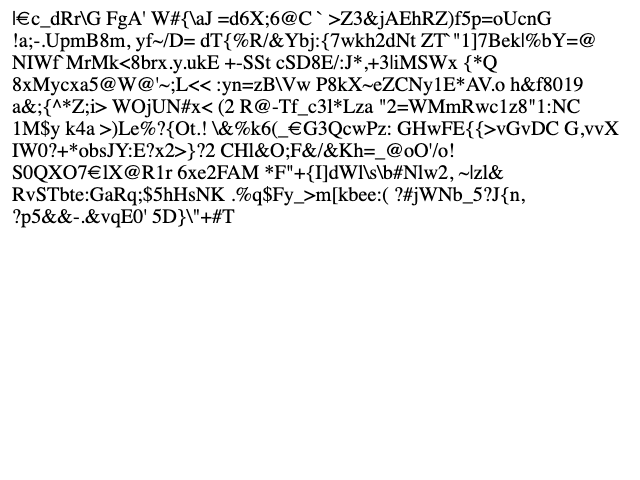 |€c_dRr\G FgA' W#{\aJ =d6X;6@C ` >Z3&jAEhRZ)f5p=oUcnG
!a;-.UpmB8m, yf~/D= dT{%R/&Ybj:{7wkh2dNt ZT`"1]7Bek|%bY=@
NIWf`MrMk<8brx.y.ukE +-SSt cSD8E/:J*,+3|iMSWx {*Q
8xMycxa5@W@'~;L<< :yn=zB\Vw P8kX~eZCNy1E*AV.o h&f8019
a&;{^*Z;i> WOjUN#x< (2 R@-Tf_c3l*Lza "2=WMmRwc1z8"1:NC
1M$y k4a >)Le%?{Ot.! \&%k6(_€G3QcwPz: GHwFE{{>vGvDC G,vvX
IW0?+*obsJY:E?x2>}?2 CHl&O;F&/&Kh=_@oO'/o!
S0QXO7€lX@R1r 6xe2FAM *F"+{I]dWl\s\b#Nlw2, ~|zl&
RvSTbte:GaRq;$5hHsNK .%q$Fy_>m[kbee:( ?#jWNb_5?J{n,
?p5&&-.&vqE0' 5D}\"+#T